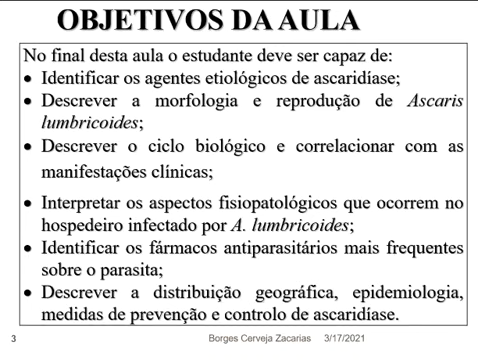 OBJETIVOS DA AULA
No final desta aula o estudante deve ser capaz de:
• Identificar os agentes etiológicos de ascaridíase;
• Descrever a morfologia e reprodução de Ascaris
lumbricoides;
• Descrever o ciclo biológico e correlacionar com as
manifestações clínicas;
• Interpretar os aspectos fisiopatológicos que ocorrem no
hospedeiro infectado por A. lumbricoides;
• Identificar os fármacos antiparasitários mais frequentes
sobre o parasita;
• Descrever a distribuição geográfica, epidemiologia,
medidas de prevenção e controlo de ascaridíase.
3 Borges Cerveja Zacarias 3/17/2021